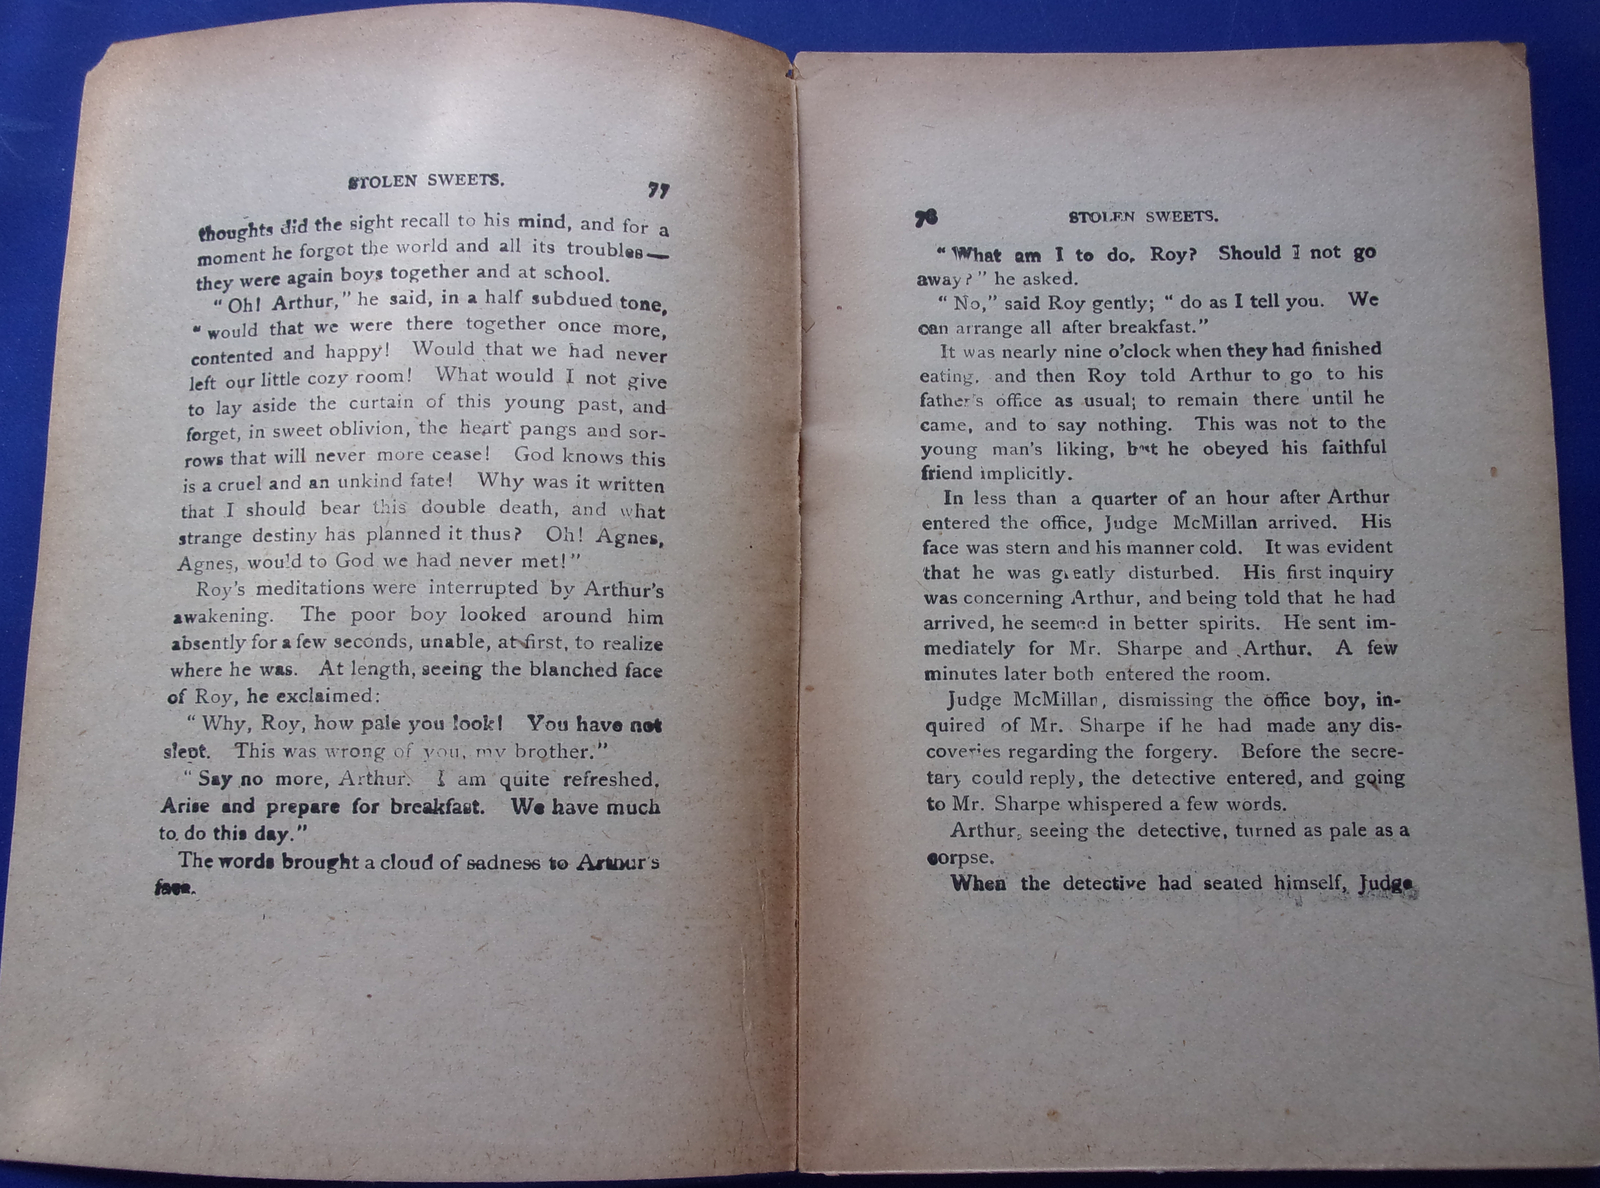 STOLEN SWEETS. 77
thoughts did the sight recall to his mind, and for a
moment he forgot the world and all its troubles—
they were again boys together and at school.
“Oh! Arthur,” he said, in a half subdued tone,
“would that we were there together once more,
contented and happy! Would that we had never
left our little cozy room! What would I not give
to lay aside the curtain of this young past, and
forget, in sweet oblivion, the heart pangs and sor-
rows that will never more cease! God knows this
is a cruel and an unkind fate! Why was it written
that I should bear this double death, and what
strange destiny has planned it thus? Oh! Agnes,
Agnes, would to God we had never met!”
Roy's meditations were interrupted by Arthur's
awakening. The poor boy looked around him
absently for a few seconds, unable, at first, to realize
where he was. At length, seeing the blanched face
of Roy, he exclaimed:
“Why, Roy, how pale you look! You have not
slept. This was wrong of you, my brother.”
“Say no more, Arthur. I am quite refreshed.
Arise and prepare for breakfast. We have much
to do this day.”
The words brought a cloud of sadness to Arthur's
face.
78 STOLEN SWEETS.
“What am I to do, Roy? Should I not go
away?” he asked.
“No,” said Roy gently; “do as I tell you. We
can arrange all after breakfast.”
It was nearly nine o'clock when they had finished
eating, and then Roy told Arthur to go to his
father's office as usual; to remain there until he
came, and to say nothing. This was not to the
young man's liking, but he obeyed his faithful
friend implicitly.
In less than a quarter of an hour after Arthur
entered the office, Judge McMillan arrived. His
face was stern and his manner cold. It was evident
that he was greatly disturbed. His first inquiry
was concerning Arthur, and being told that he had
arrived, he seemed in better spirits. He sent im-
mediately for Mr. Sharpe and Arthur. A few
minutes later both entered the room.
Judge McMillan, dismissing the office boy, in-
quired of Mr. Sharpe if he had made any dis-
coveries regarding the forgery. Before the secre-
tary could reply, the detective entered, and going
to Mr. Sharpe whispered a few words.
Arthur, seeing the detective, turned as pale as a
corpse.
When the detective had seated himself, Judge